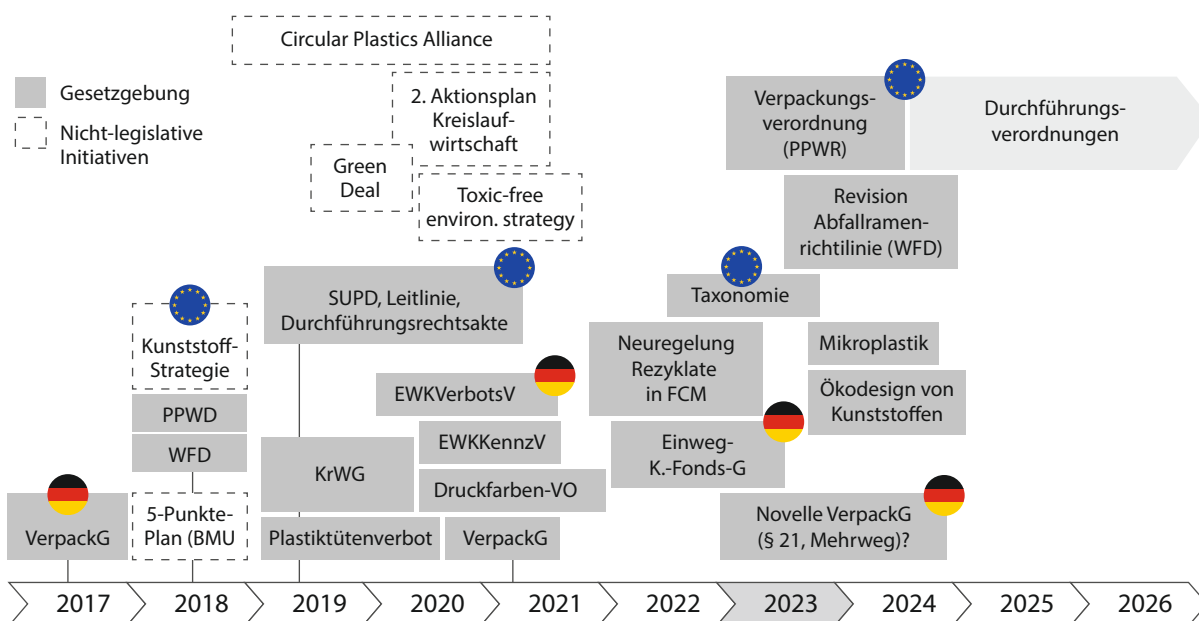 Circular Plastics Alliance
Gesetzgebung
Nicht-legislative
Initiativen
2. Aktionsplan
Kreislauf-
wirtschaft
Green
Deal
Toxic-free
environ. strategy
Verpackungs-
verordnung
(PPWR)
Durchführungs-
verordnungen
Revision
Abfallramen-
richtilinie (WFD)
SUPD, Leitlinie,
Durchführungsrechtsakte
Taxonomie
Kunststoff-
Strategie
Neuregelung
Rezyklate
in FCM
Mikroplastik
PPWD
EWKVerbotsV
Ökodesign von
Kunststoffen
WFD
KrWG
EWKKennzV
Einweg-
K.-Fonds-G
Druckfarben-VO
VerpackG
5-Punkte-
Plan (BMU
Plastiktütenverbot
VerpackG
Novelle VerpackG
(§ 21, Mehrweg)?
2017
2018
2019
2020
2021
2022
2023
2024
2025
2026